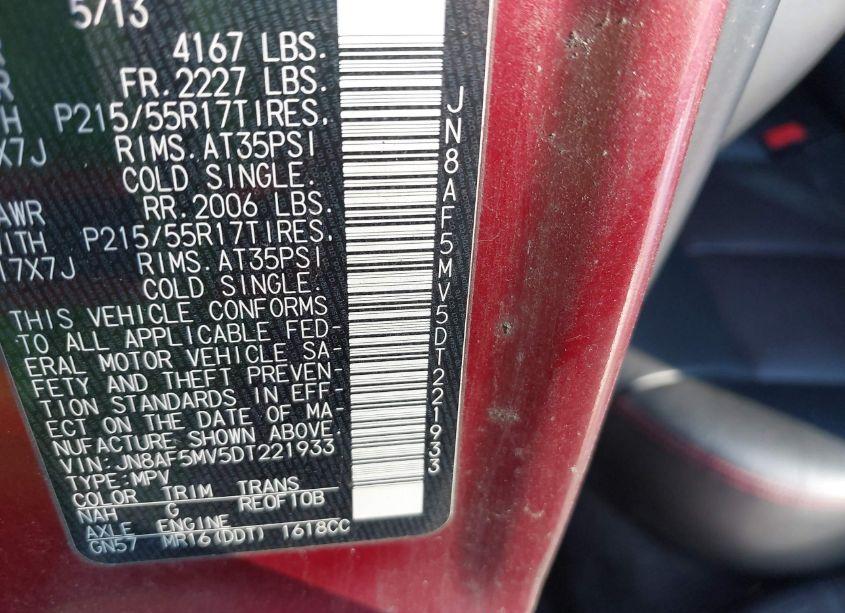 5/13
4167 LBS.
FR. 2227 LBS.
P215/55R17TIRES.
X7J RIMS. AT35PSI
COLD SINGLE.
AWR RR. 2006 LBS.
ITH P215/55R17TIRES.
17X7J RIMS. AT35PSI
COLD SINGLE.
THIS VEHICLE CONFORMS
TO ALL APPLICABLE FED-
ERAL MOTOR VEHICLE SA-
FETY AND THEFT PREVEN-
TION STANDARDS IN EFF-
ECT ON THE DATE OF MA-
NUFACTURE SHOWN ABOVE.
VIN:JN8AF5MV5DT221933
TYPE:MPV
COLOR TRIM TRANS
NAH G RE0F10B
AXLE ENGINE
GN57 MR16(DDT) 1618CC
JN8AF5MV5DT221933